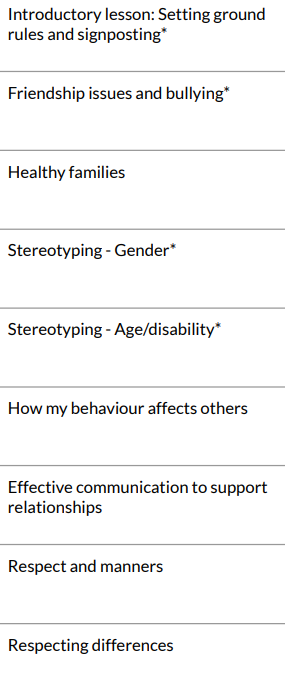 Introductory lesson: Setting ground
rules and signposting*
Friendship issues and bullying*
Healthy families
Stereotyping - Gender*
Stereotyping - Age/disability*
How my behaviour affects others
Effective communication to support
relationships
Respect and manners
Respecting differences